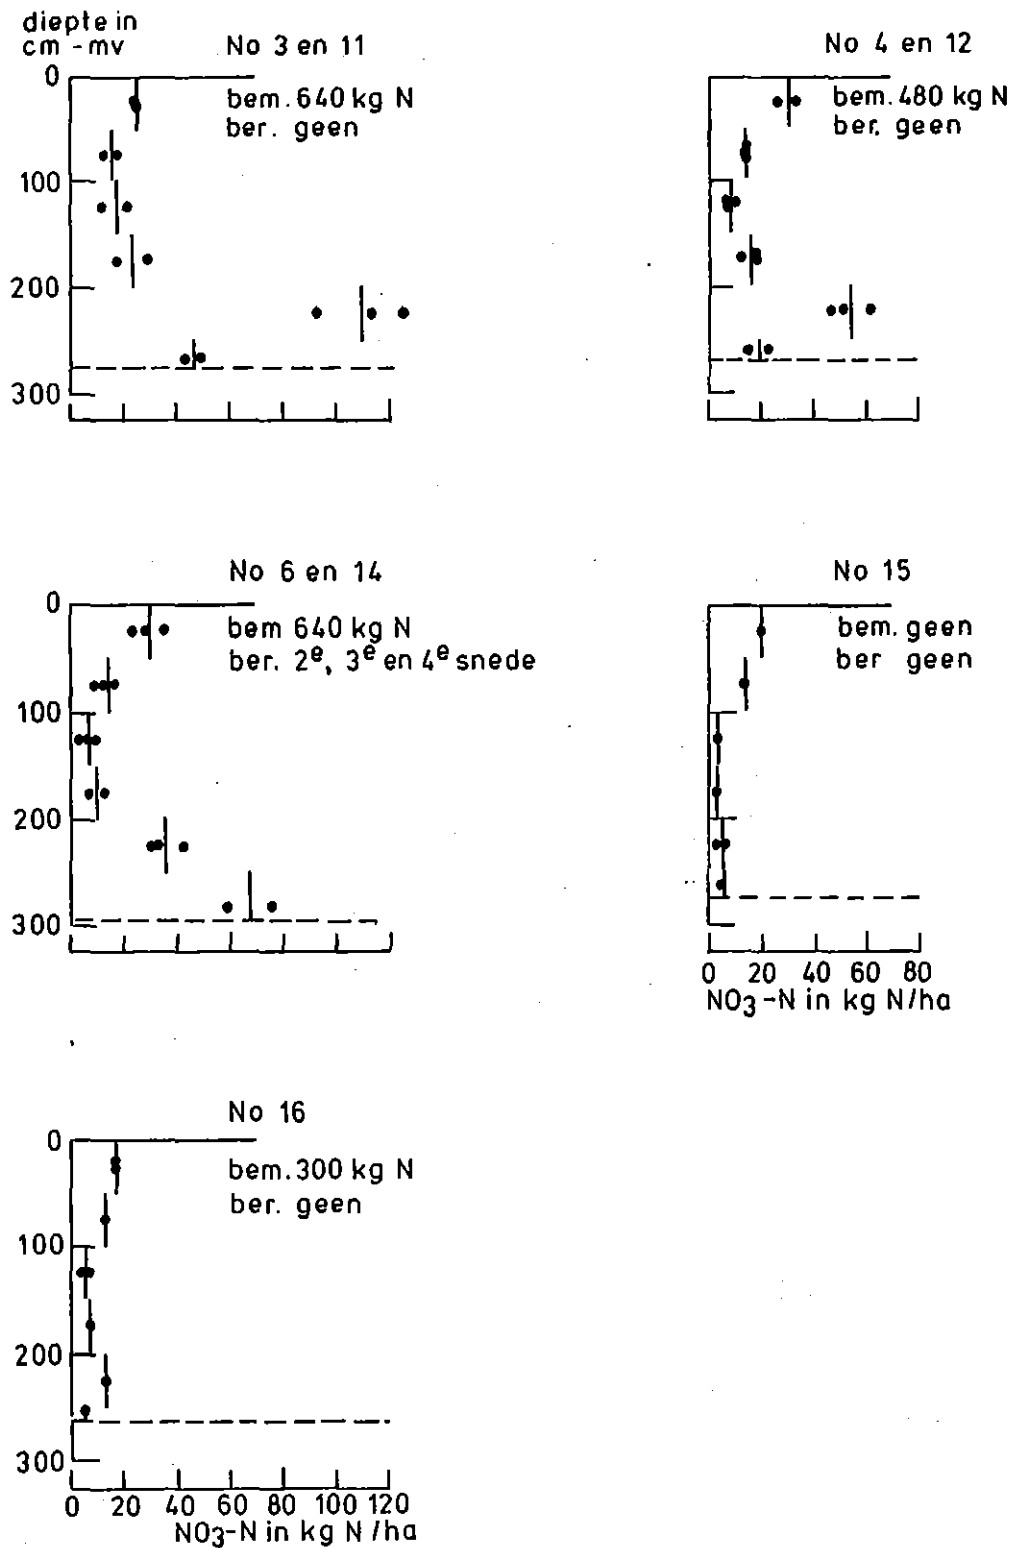 diepte in
cm - mv
No 3 en 11
bem. 640 kg N
ber. geen
0
100
200
300
No 4 en 12
bem. 480 kg N
ber. geen
No 6 en 14
bem 640 kg N
ber. 2e, 3e en 4e snede
0
100
200
300
No 15
bem. geen
ber geen
0 20 40 60 80
NO3-N in kg N/ha
No 16
bem. 300 kg N
ber. geen
0
100
200
300
0 20 40 60 80 100 120
NO3-N in kg N/ha